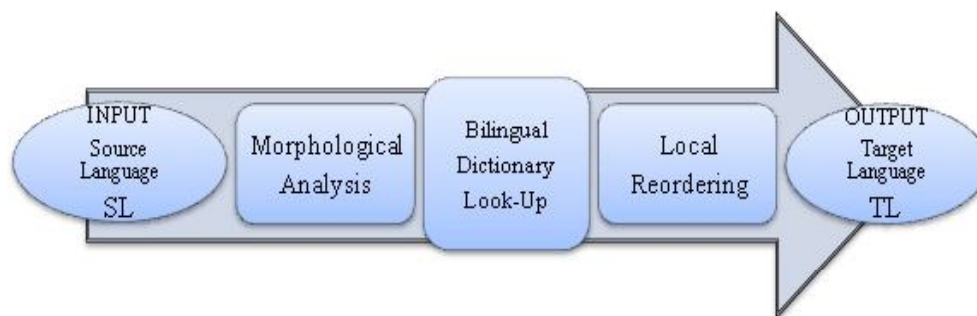 INPUT
Source
Language
SL
Morphological
Analysis
Bilingual
Dictionary
Look-Up
Local
Reordering
OUTPUT
Target
Language
TL